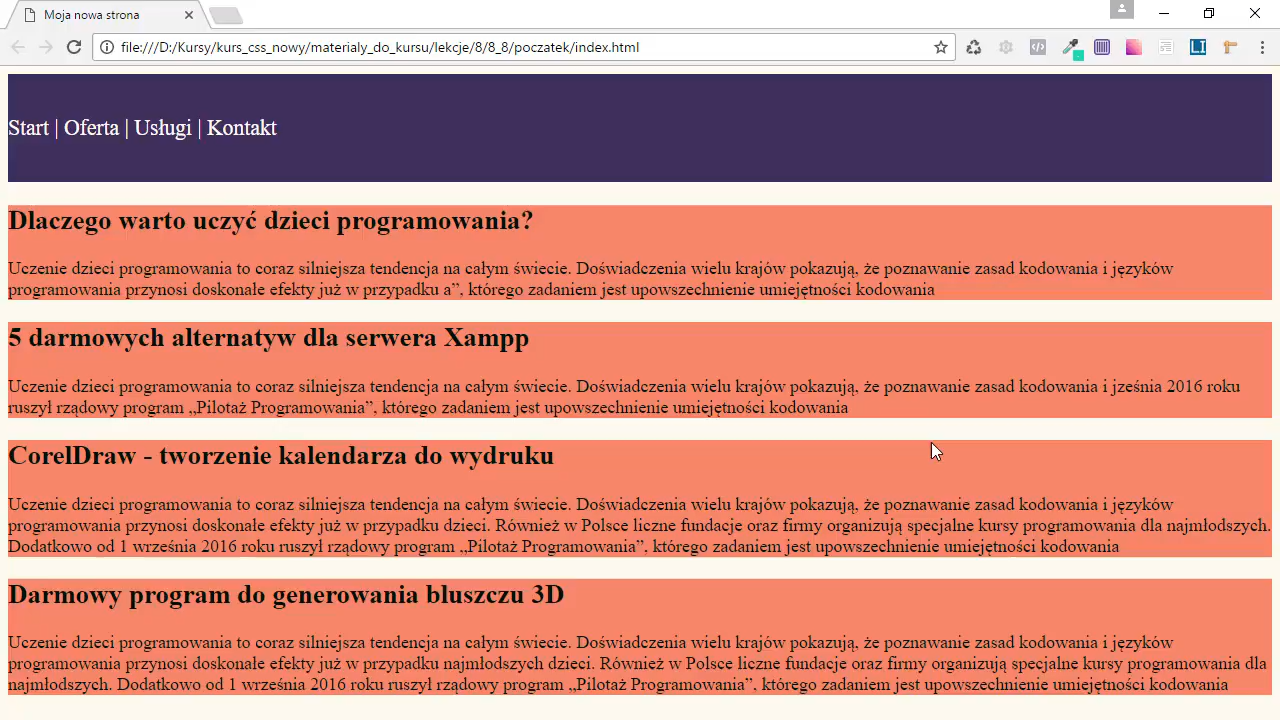 Moja nowa strona
file:///D:/Kursy/kurs_css_nowy/materialy_do_kursu/lekcje/8/8_8/poczatek/index.html
LI
Start | Oferta | Usługi | Kontakt
Dlaczego warto uczyć dzieci programowania?
Uczenie dzieci programowania to coraz silniejsza tendencja na całym świecie. Doświadczenia wielu krajów pokazują, że poznawanie zasad kodowania i języków
programowania przynosi doskonałe efekty już w przypadku a”, którego zadaniem jest upowszechnienie umiejętności kodowania
5 darmowych alternatyw dla serwera Xampp
Uczenie dzieci programowania to coraz silniejsza tendencja na całym świecie. Doświadczenia wielu krajów pokazują, że poznawanie zasad kodowania i jześnia 2016 roku
ruszył rządowy program „Pilotaż Programowania”, którego zadaniem jest upowszechnienie umiejętności kodowania
CorelDraw - tworzenie kalendarza do wydruku
Uczenie dzieci programowania to coraz silniejsza tendencja na całym świecie. Doświadczenia wielu krajów pokazują, że poznawanie zasad kodowania i języków
programowania przynosi doskonałe efekty już w przypadku dzieci. Również w Polsce liczne fundacje oraz firmy organizują specjalne kursy programowania dla najmłodszych.
Dodatkowo od 1 września 2016 roku ruszył rządowy program „Pilotaż Programowania”, którego zadaniem jest upowszechnienie umiejętności kodowania
Darmowy program do generowania bluszczu 3D
Uczenie dzieci programowania to coraz silniejsza tendencja na całym świecie. Doświadczenia wielu krajów pokazują, że poznawanie zasad kodowania i języków
programowania przynosi doskonałe efekty już w przypadku najmłodszych dzieci. Również w Polsce liczne fundacje oraz firmy organizują specjalne kursy programowania dla
najmłodszych. Dodatkowo od 1 września 2016 roku ruszył rządowy program „Pilotaż Programowania”, którego zadaniem jest upowszechnienie umiejętności kodowania